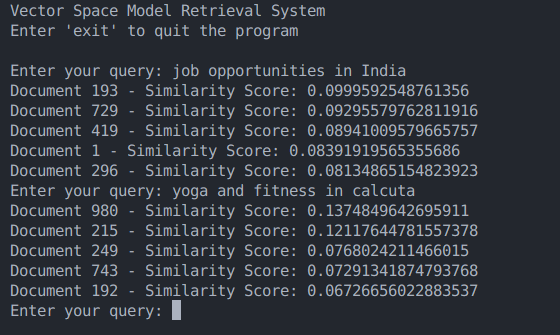 Vector Space Model Retrieval System
Enter 'exit' to quit the program
Enter your query: job opportunities in India
Document 193 - Similarity Score: 0.0999592548761356
Document 729 - Similarity Score: 0.09295579762811916
Document 419 - Similarity Score: 0.08941009579665757
Document 1 - Similarity Score: 0.08391919565355686
Document 296 - Similarity Score: 0.08134865154823923
Enter your query: yoga and fitness in calcuta
Document 980 - Similarity Score: 0.1374849642695911
Document 215 - Similarity Score: 0.12117644781557378
Document 249 - Similarity Score: 0.0768024211466015
Document 743 - Similarity Score: 0.07291341874793768
Document 192 - Similarity Score: 0.06726656022883537
Enter your query: